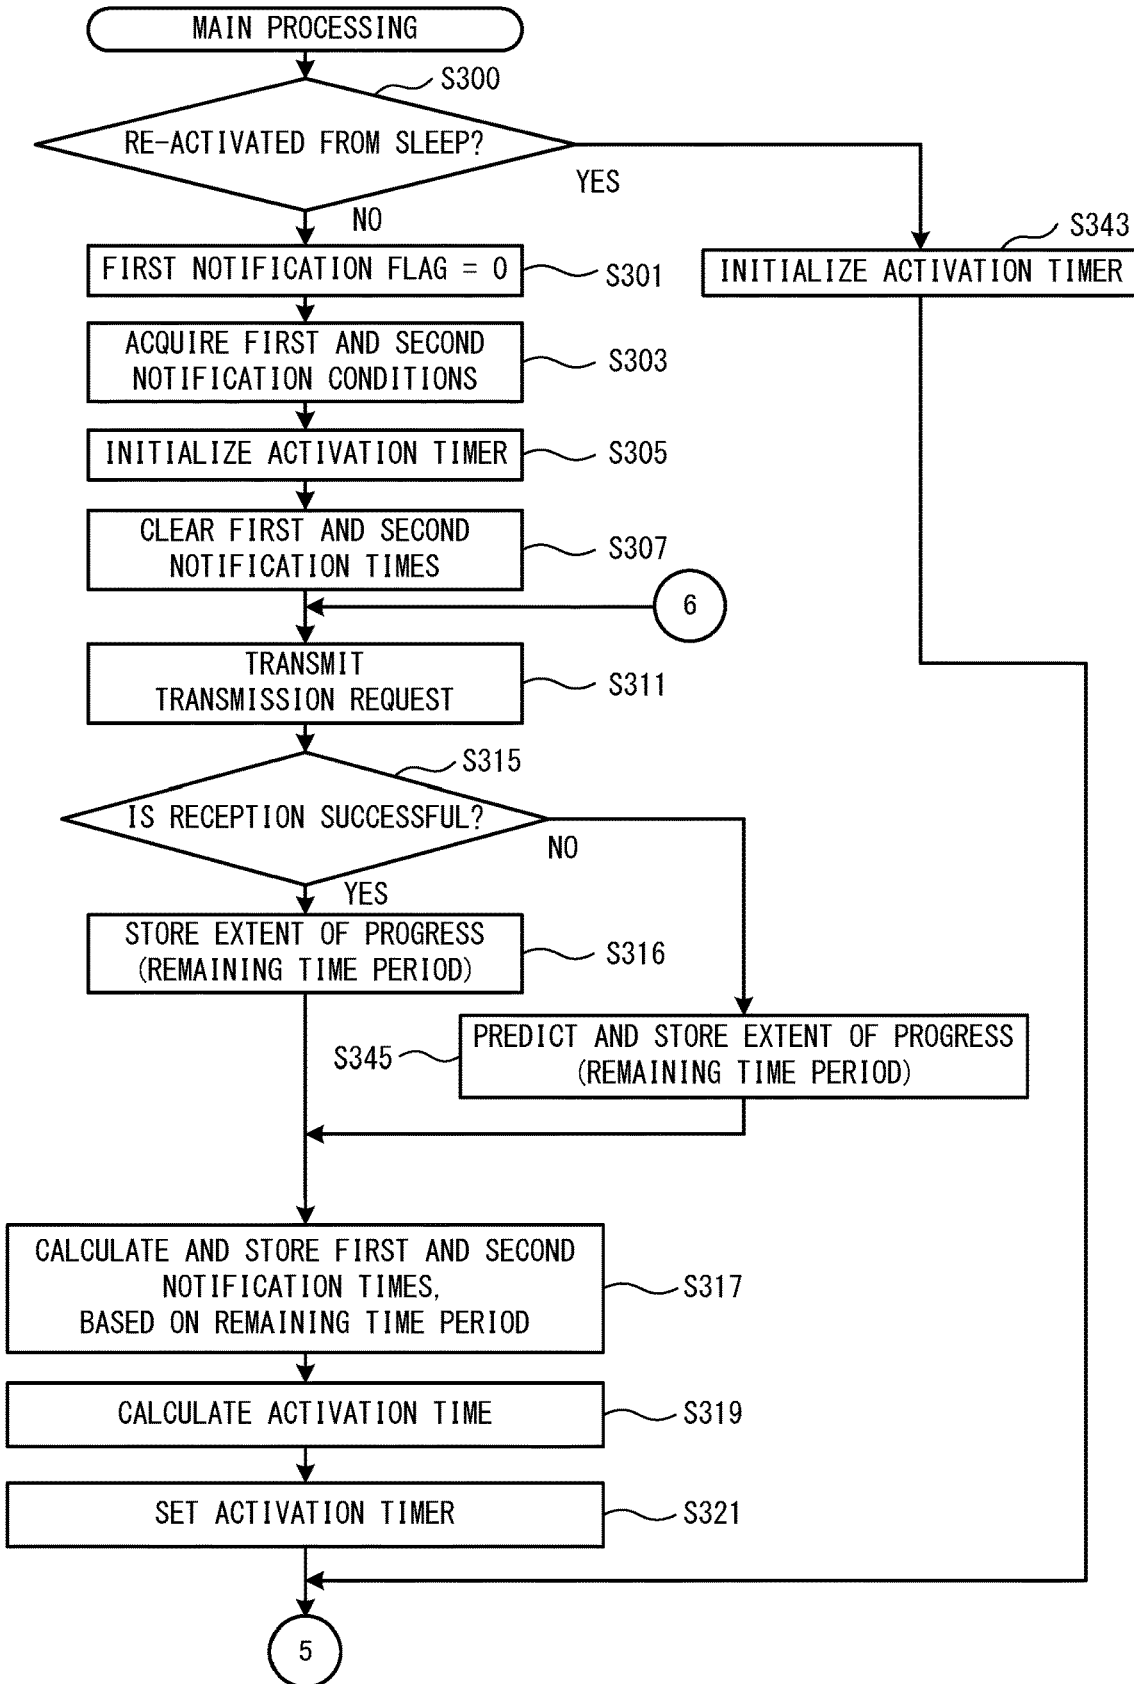 MAIN PROCESSING
S300
RE-ACTIVATED FROM SLEEP?
YES
NO
S343
FIRST NOTIFICATION FLAG = 0
S301
INITIALIZE ACTIVATION TIMER
ACQUIRE FIRST AND SECOND
NOTIFICATION CONDITIONS
S303
INITIALIZE ACTIVATION TIMER
S305
CLEAR FIRST AND SECOND
NOTIFICATION TIMES
S307
6
TRANSMIT
TRANSMISSION REQUEST
S311
S315
IS RECEPTION SUCCESSFUL?
NO
YES
STORE EXTENT OF PROGRESS
(REMAINING TIME PERIOD)
S316
S345
PREDICT AND STORE EXTENT OF PROGRESS
(REMAINING TIME PERIOD)
CALCULATE AND STORE FIRST AND SECOND
NOTIFICATION TIMES,
BASED ON REMAINING TIME PERIOD
S317
CALCULATE ACTIVATION TIME
S319
SET ACTIVATION TIMER
S321
5